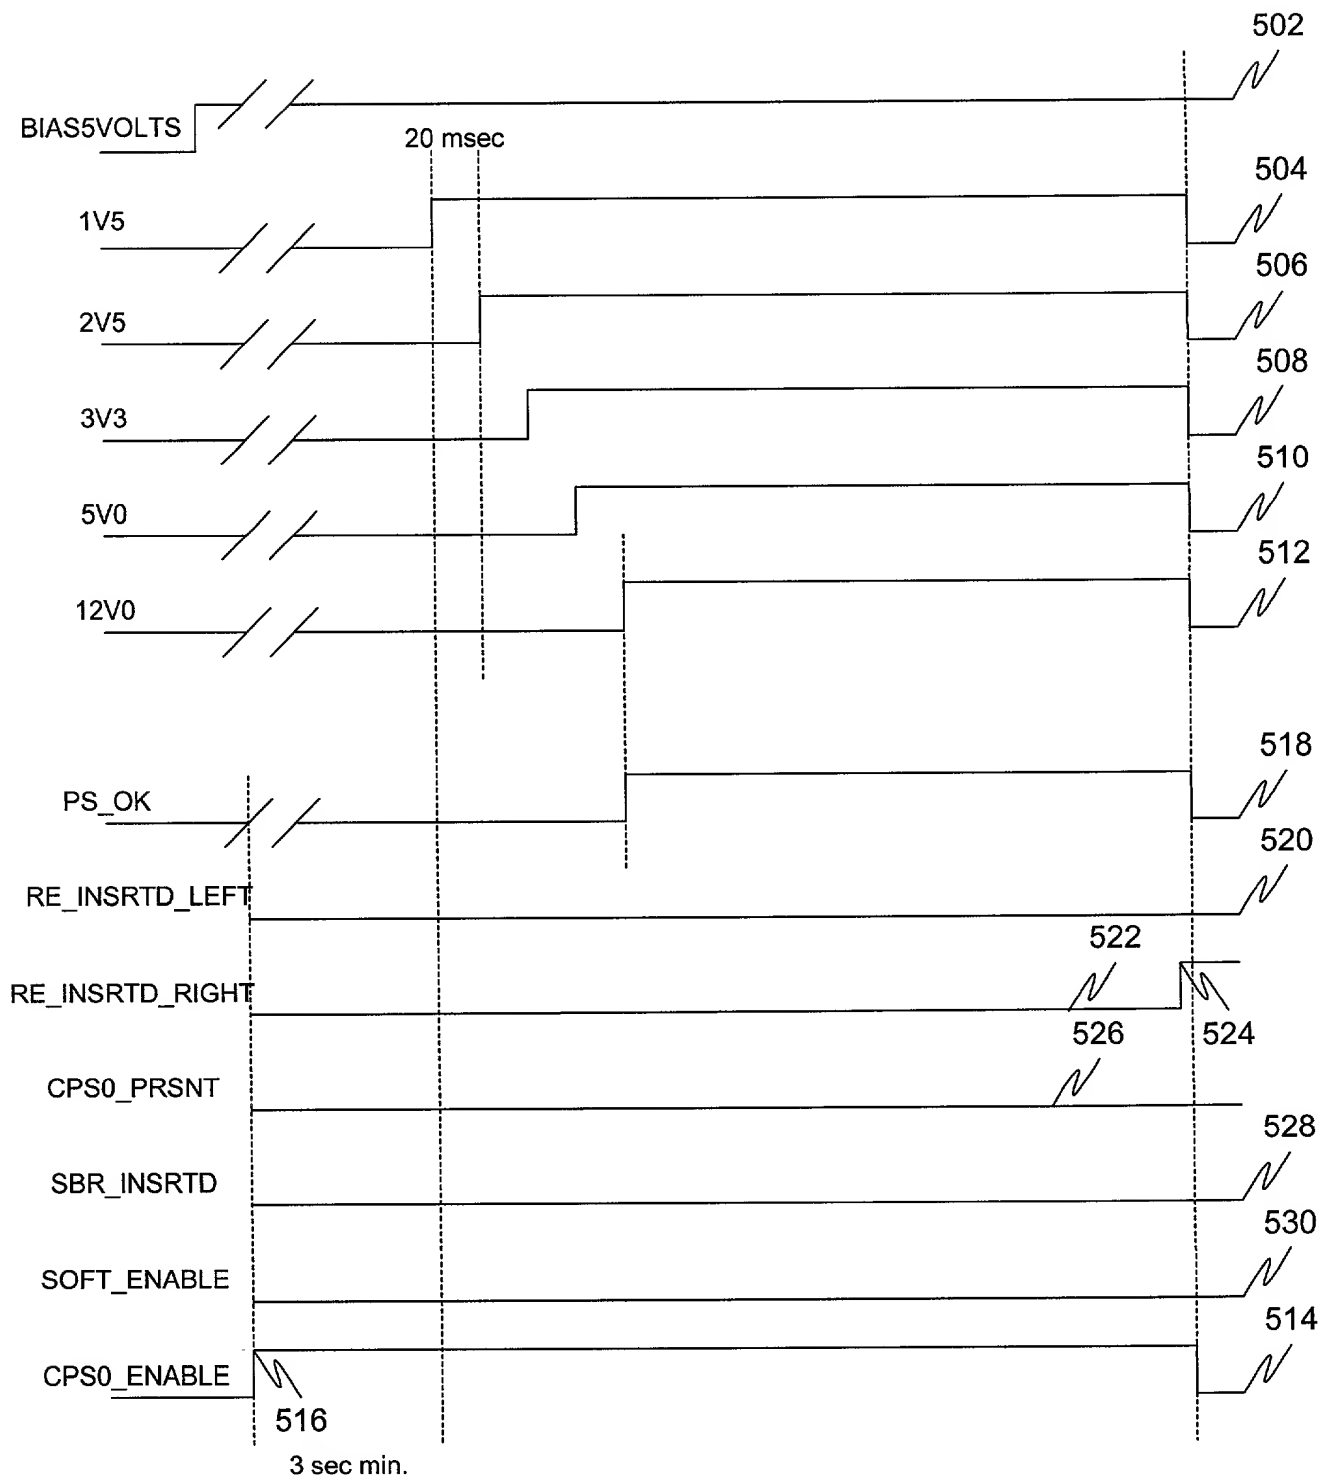 502
BIAS5VOLTS
20 msec
504
1V5
506
2V5
508
3V3
510
5V0
512
12V0
518
PS_OK
520
RE_INSRTD_LEFT
522
RE_INSRTD_RIGHT
524
526
CPS0_PRSNT
528
SBR_INSRTD
530
SOFT_ENABLE
514
CPS0_ENABLE
516
3 sec min.